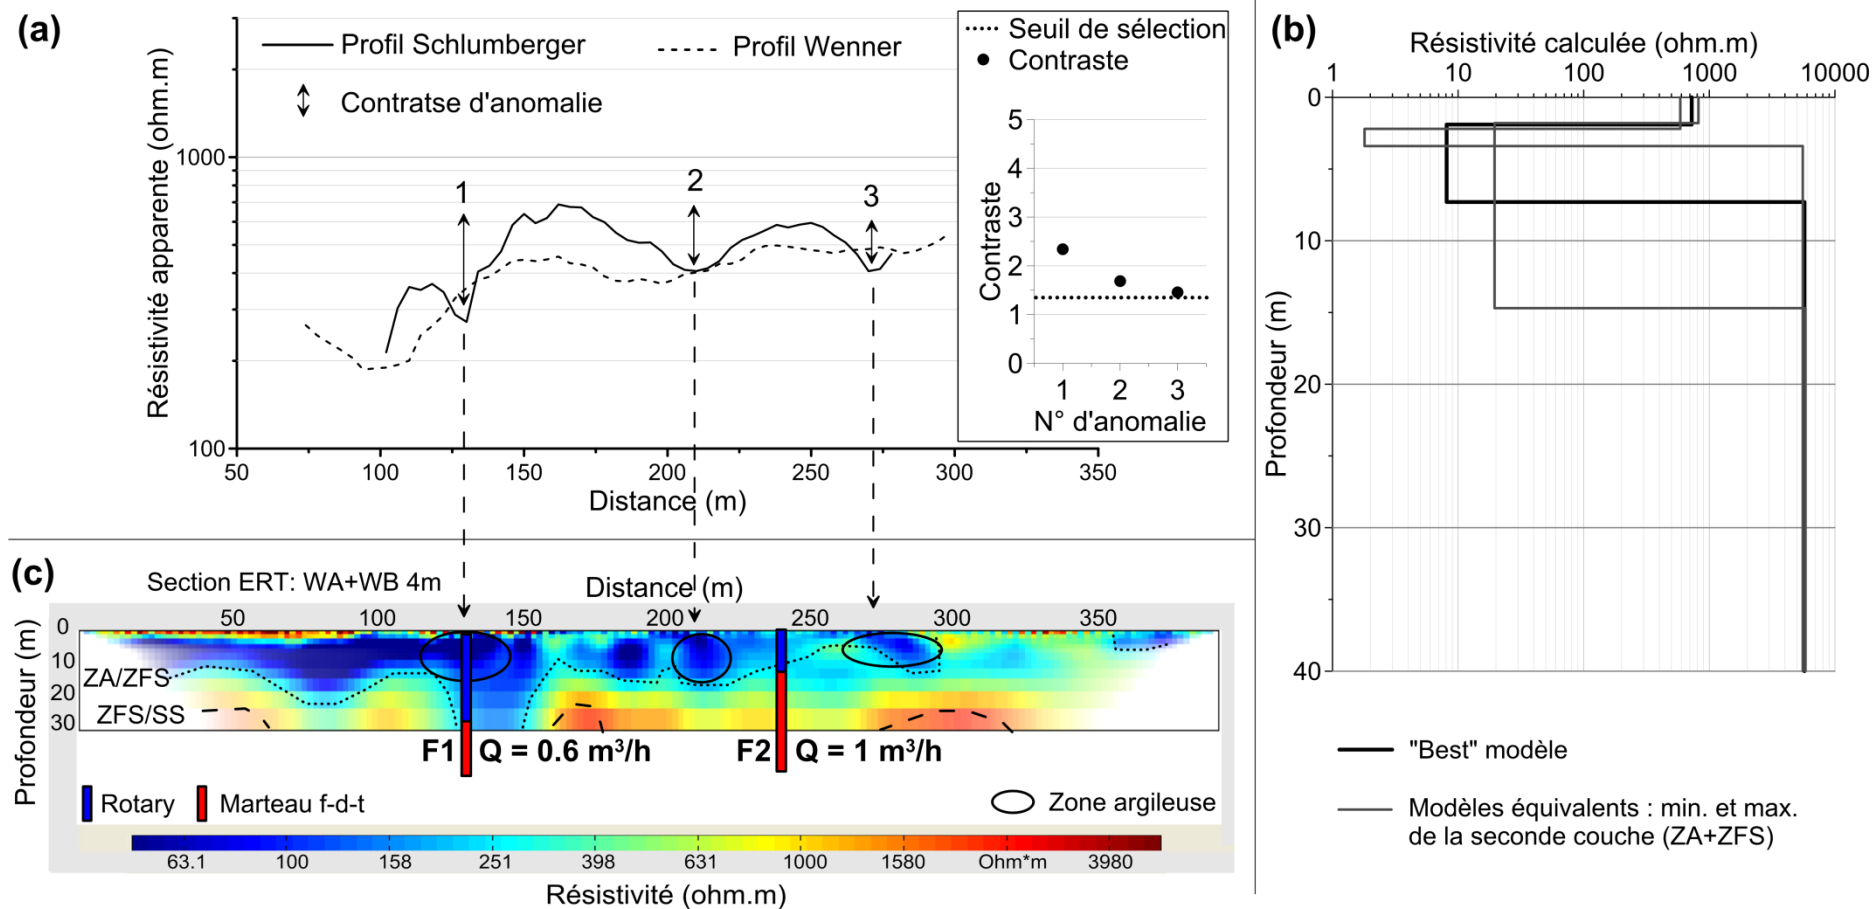 (a)
Profil Schlumberger
Profil Wenner
Contratse d'anomalie
Résistivité apparente (ohm.m)
1000
100
1
2
3
50
100
150
200
250
300
350
Distance (m)
Seuil de sélection
Contraste
Contraste
5
4
3
2
1
0
1
2
3
N° d'anomalie
(b)
Résistivité calculée (ohm.m)
1
10
100
1000
10000
Profondeur (m)
0
10
20
30
40
"Best" modèle
Modèles équivalents : min. et max.
de la seconde couche (ZA+ZFS)
(c)
Section ERT: WA+WB 4m
Distance (m)
50
100
150
200
250
300
350
Profondeur (m)
0
10
20
30
ZA/ZFS
ZFS/SS
F1
Q = 0.6 m³/h
F2
Q = 1 m³/h
Rotary
Marteau f-d-t
Zone argileuse
63.1
100
158
251
398
631
1000
1580
Ohm*m
3980
Résistivité (ohm.m)